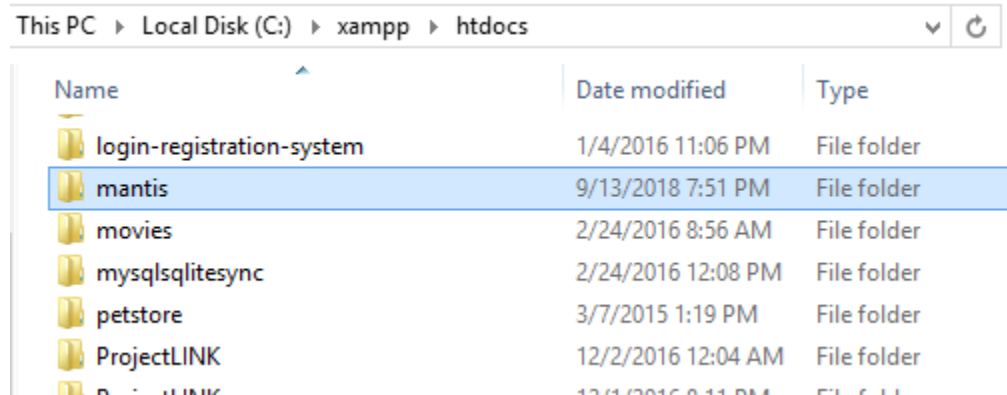 This PC Local Disk (C:) xampp htdocs
Name Date modified Type
login-registration-system 1/4/2016 11:06 PM File folder
mantis 9/13/2018 7:51 PM File folder
movies 2/24/2016 8:56 AM File folder
mysqlsqlitesync 2/24/2016 12:08 PM File folder
petstore 3/7/2015 1:19 PM File folder
ProjectLINK 12/2/2016 12:04 AM File folder